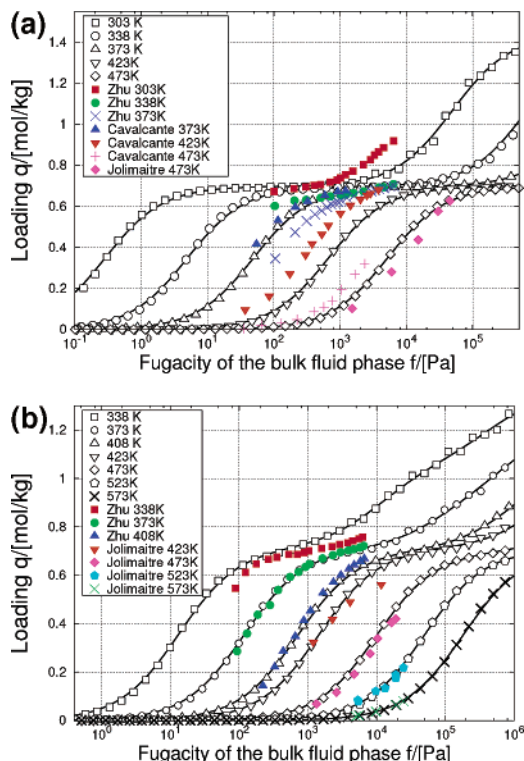 (a)
303 K
338 K
373 K
423K
473K
Zhu 303K
Zhu 338K
Zhu 373K
Cavalcante 373K
Cavalcante 423K
Cavalcante 473K
Jolimaitre 473K
Loading q/[mol/kg]
1.4
1.2
1
0.8
0.6
0.4
0.2
0
10⁻¹ 10⁰ 10¹ 10² 10³ 10⁴ 10⁵
Fugacity of the bulk fluid phase f/[Pa]
(b)
338 K
373 K
408 K
423K
473K
523K
573K
Zhu 338K
Zhu 373K
Zhu 408K
Jolimaitre 423K
Jolimaitre 473K
Jolimaitre 523K
Jolimaitre 573K
Loading q/[mol/kg]
1.2
1
0.8
0.6
0.4
0.2
0
10⁰ 10¹ 10² 10³ 10⁴ 10⁵ 10⁶
Fugacity of the bulk fluid phase f/[Pa]